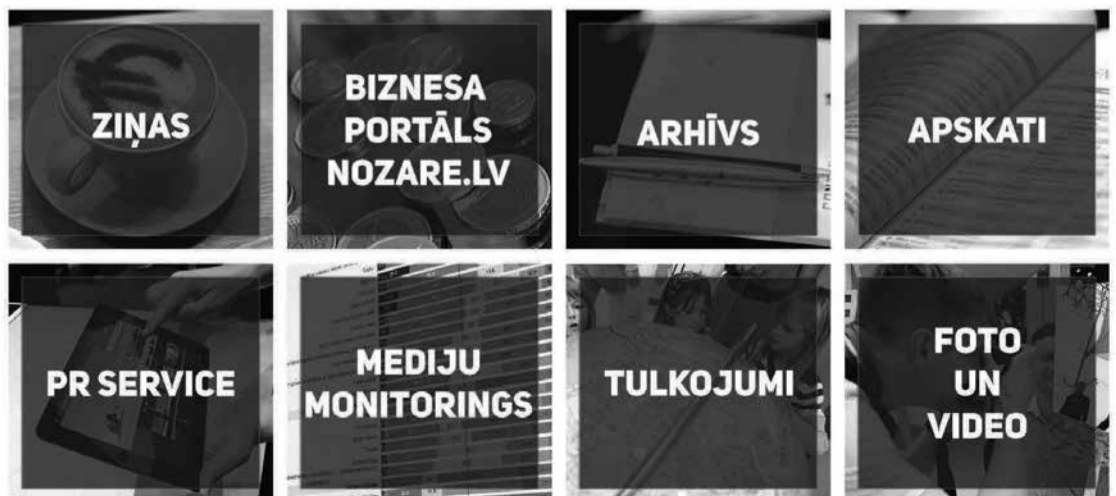 ZIŅAS
BIZNESA
PORTĀLS
NOZARE.LV
ARHĪVS
APSKATI
PR SERVICE
MEDIJU
MONITORINGS
TULKOJUMI
FOTO
UN
VIDEO